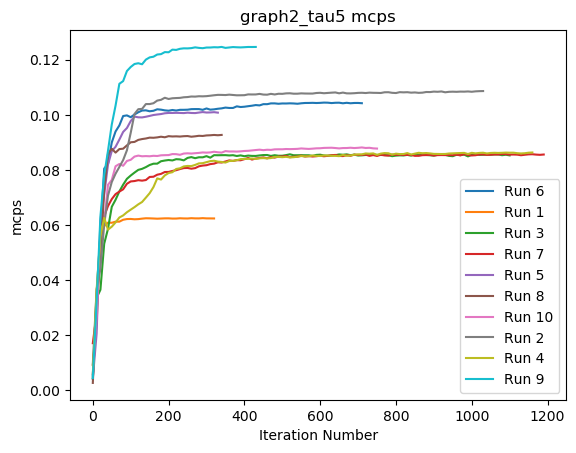 graph2_tau5 mcps
mcps
0.12
0.10
0.08
0.06
0.04
0.02
0.00
Run 6
Run 1
Run 3
Run 7
Run 5
Run 8
Run 10
Run 2
Run 4
Run 9
0 200 400 600 800 1000 1200
Iteration Number